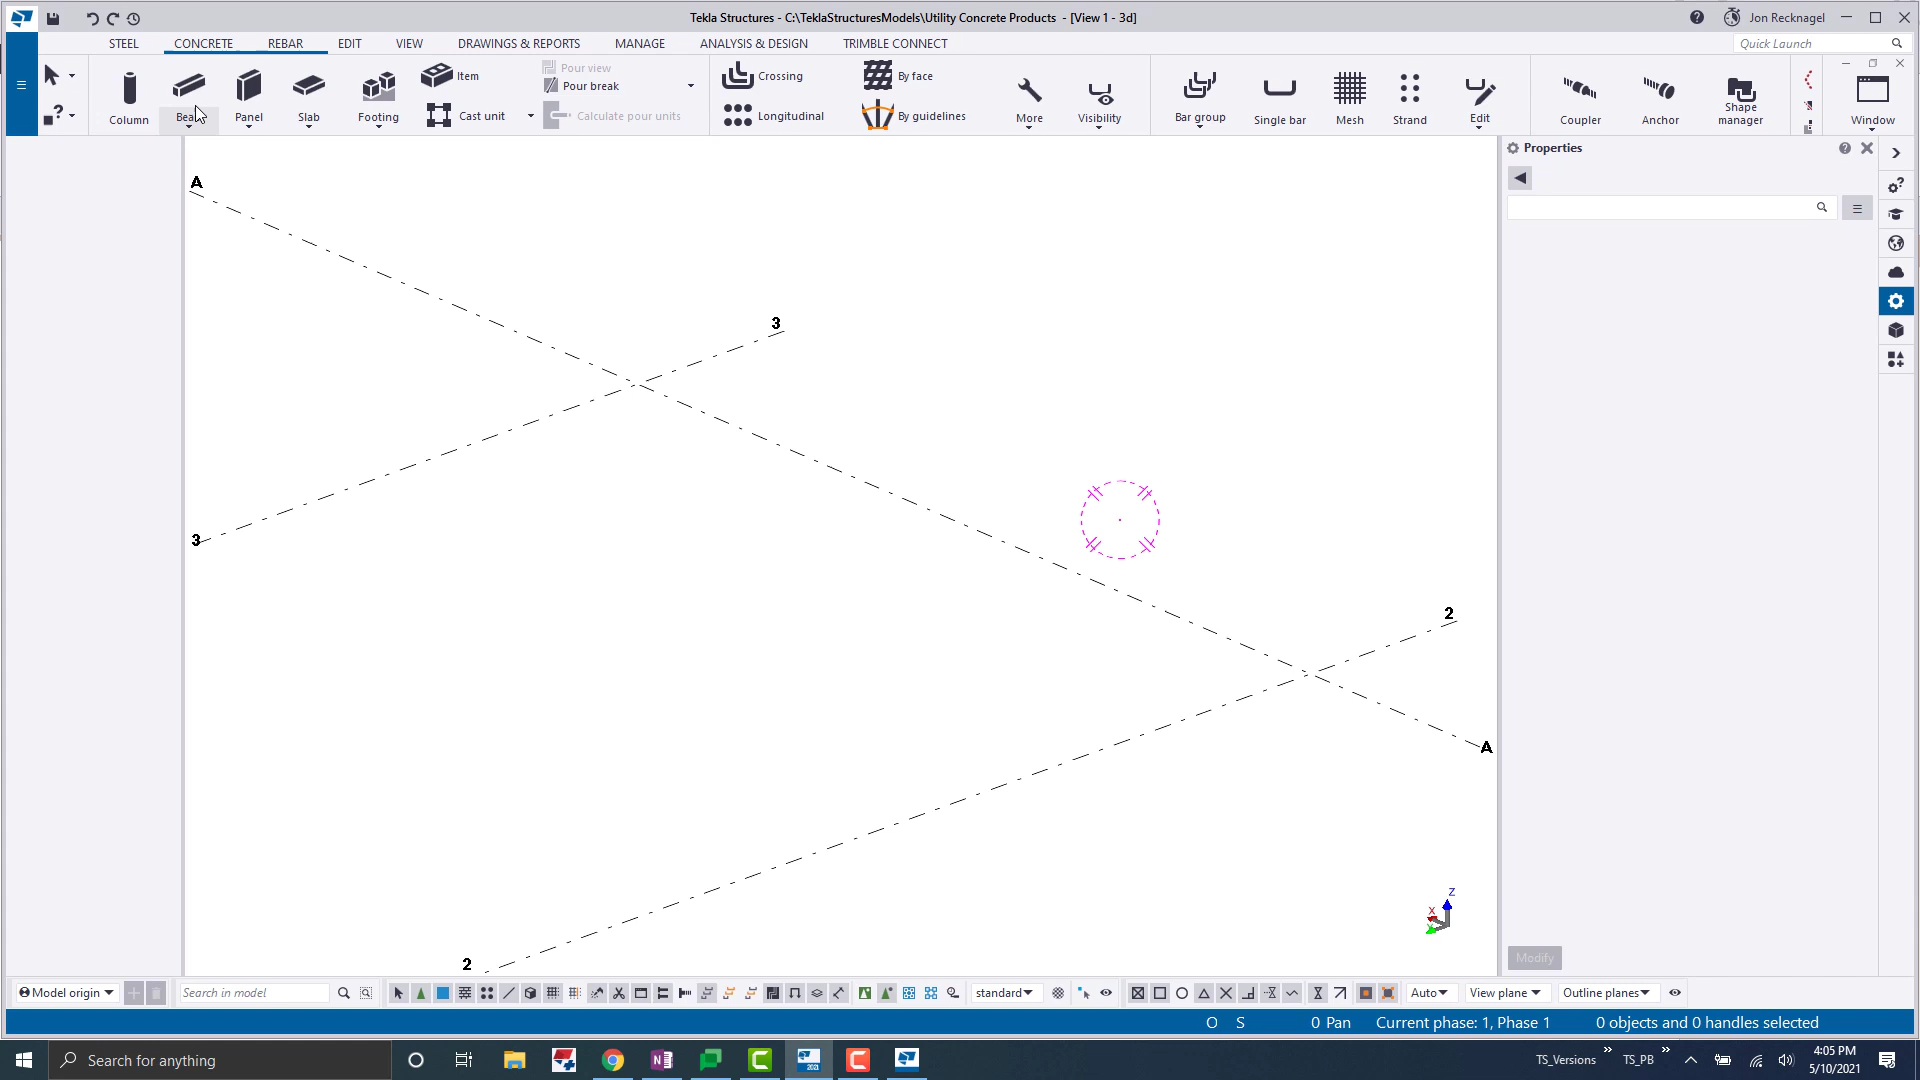 Tekla Structures - C:\TeklaStructuresModels\Utility Concrete Products - [View 1 - 3d]
Jon Recknagel
STEEL CONCRETE REBAR EDIT VIEW DRAWINGS & REPORTS MANAGE ANALYSIS & DESIGN TRIMBLE CONNECT
Quick Launch
Column
Panel
Slab
Footing
Item
Cast unit
Pour view
Pour break
Calculate pour units
Crossing
Longitudinal
By face
By guidelines
More
Visibility
Bar group
Single bar
Mesh
Strand
Edit
Coupler
Anchor
Shape manager
Window
Properties
A
3
3
2
A
2
Z
X
Modify
Model origin
Search in model
standard
Auto
View plane
Outline planes
O S 0 Pan Current phase: 1, Phase 1 0 objects and 0 handles selected
Search for anything
TS_Versions
TS_PB
4:05 PM
5/10/2021